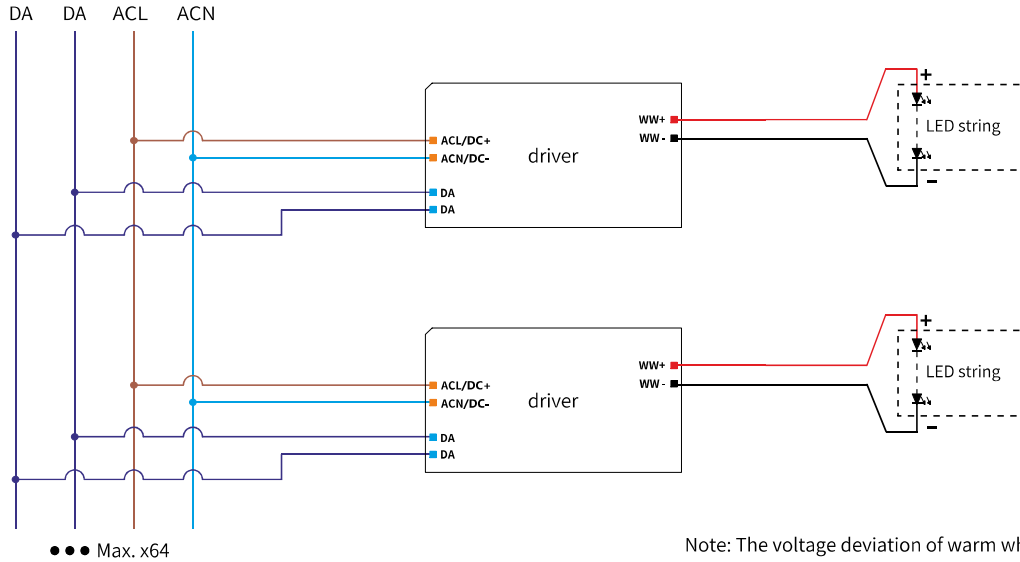 DA DA ACL ACN
+
WW+
LED string
ACL/DC+
WW -
ACN/DC-
driver
DA
DA
−
+
WW+
LED string
ACL/DC+
WW -
ACN/DC-
driver
DA
DA
−
Note: The voltage deviation of warm
••• Max. x64